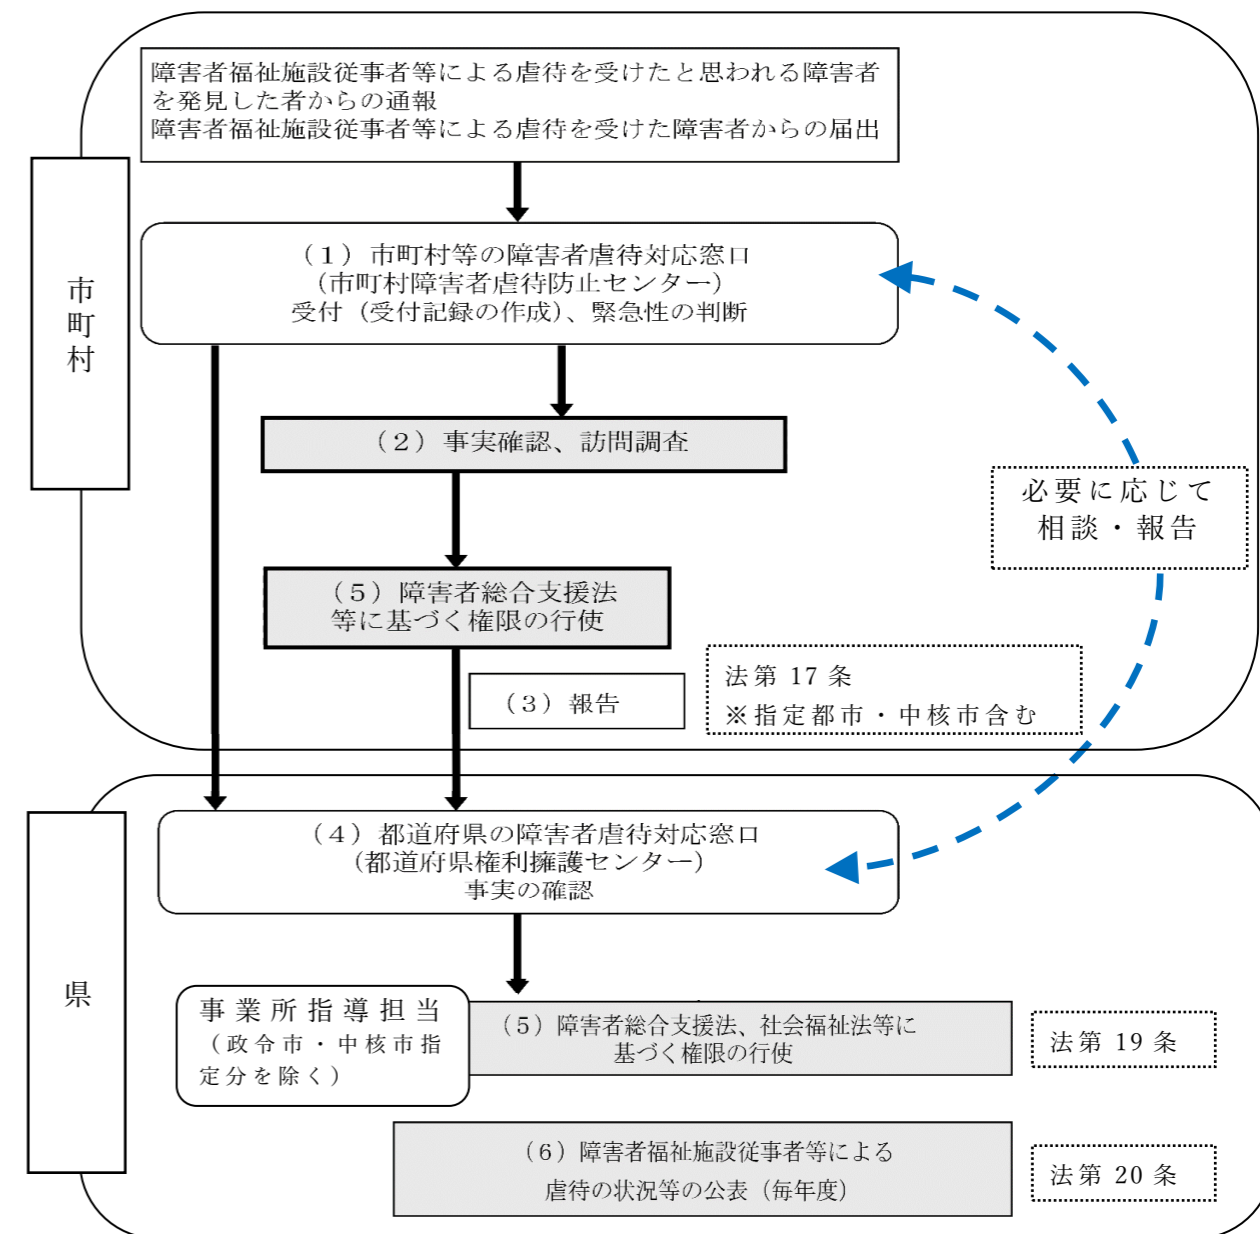 障害者福祉施設従事者等による虐待を受けたと思われる障害者
を発見した者からの通報
障害者福祉施設従事者等による虐待を受けた障害者からの届出
市町村
（１）市町村等の障害者虐待対応窓口
（市町村障害者虐待防止センター）
受付（受付記録の作成）、緊急性の判断
（２）事実確認、訪問調査
必要に応じて
相談・報告
（５）障害者総合支援法
等に基づく権限の行使
（３）報告
法第 17 条
※指定都市・中核市含む
県
（４）都道府県の障害者虐待対応窓口
（都道府県権利擁護センター）
事実の確認
事業所指導担当
（政令市・中核市指
定分を除く）
（５）障害者総合支援法、社会福祉法等に
基づく権限の行使
法第 19 条
（６）障害者福祉施設従事者等による
虐待の状況等の公表（毎年度）
法第 20 条